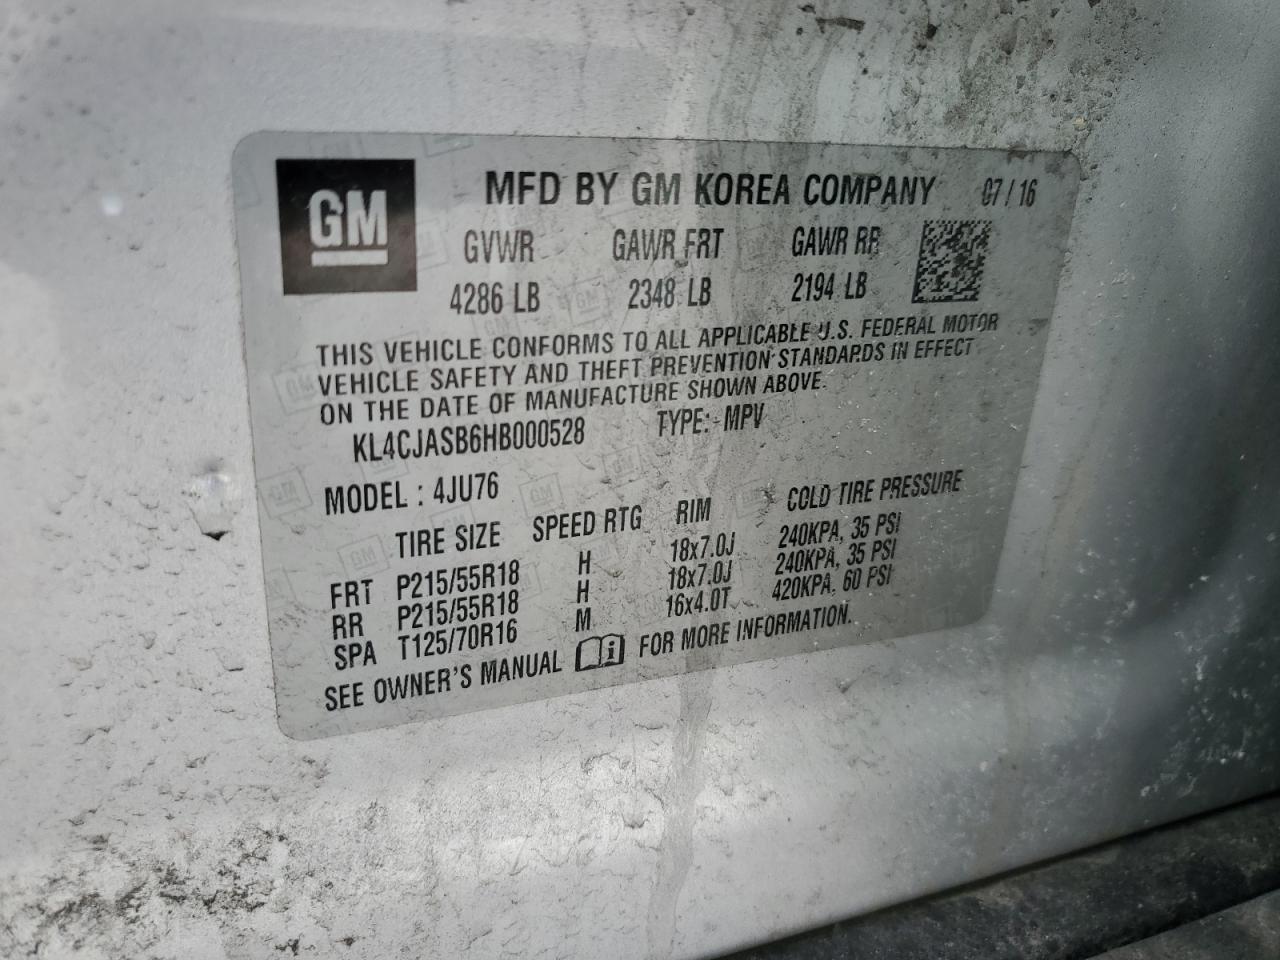 GM
MFD BY GM KOREA COMPANY 07/16
GVWR GAWR FRT GAWR RR
4286 LB 2348 LB 2194 LB
THIS VEHICLE CONFORMS TO ALL APPLICABLE U.S. FEDERAL MOTOR
VEHICLE SAFETY AND THEFT PREVENTION STANDARDS IN EFFECT
ON THE DATE OF MANUFACTURE SHOWN ABOVE.
KL4CJASB6HB000528 TYPE: MPV
MODEL : 4JU76
TIRE SIZE SPEED RTG RIM COLD TIRE PRESSURE
FRT P215/55R18 H 18x7.0J 240KPA, 35 PSI
RR P215/55R18 H 18x7.0J 240KPA, 35 PSI
SPA T125/70R16 M 16x4.0T 420KPA, 60 PSI
SEE OWNER'S MANUAL i FOR MORE INFORMATION.